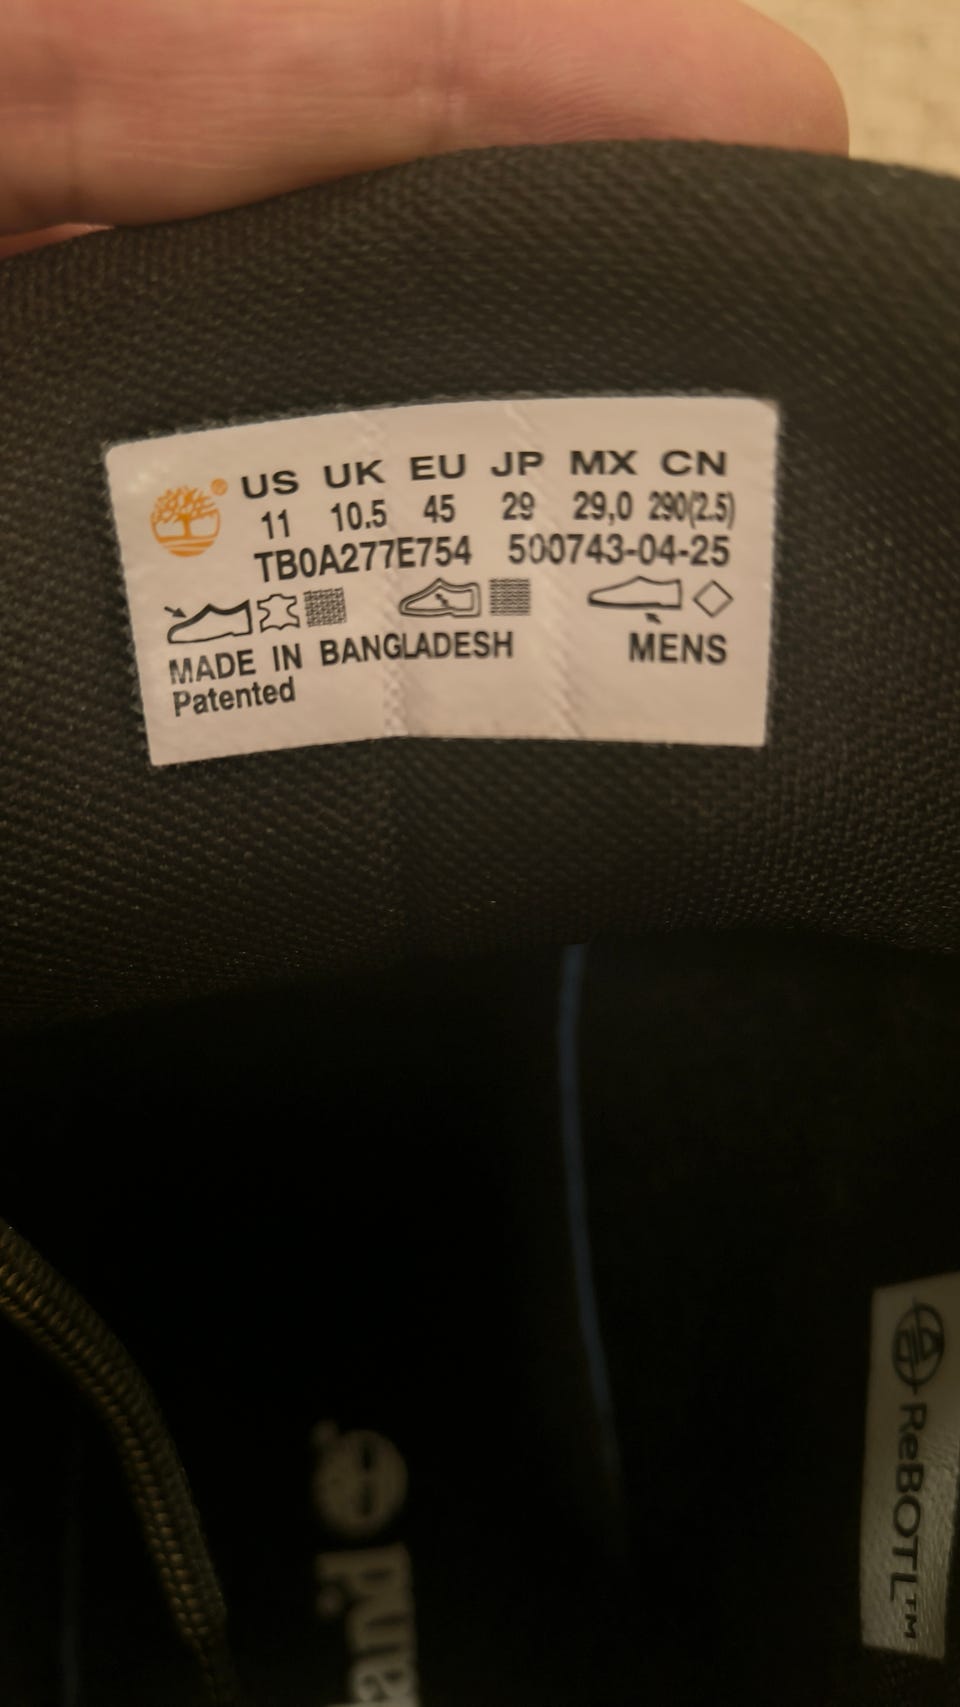 US UK EU JP MX CN
11 10.5 45 29 29,0 290(2.5)
TB0A277E754 500743-04-25
MADE IN BANGLADESH MENS
Patented
ReBOTL™